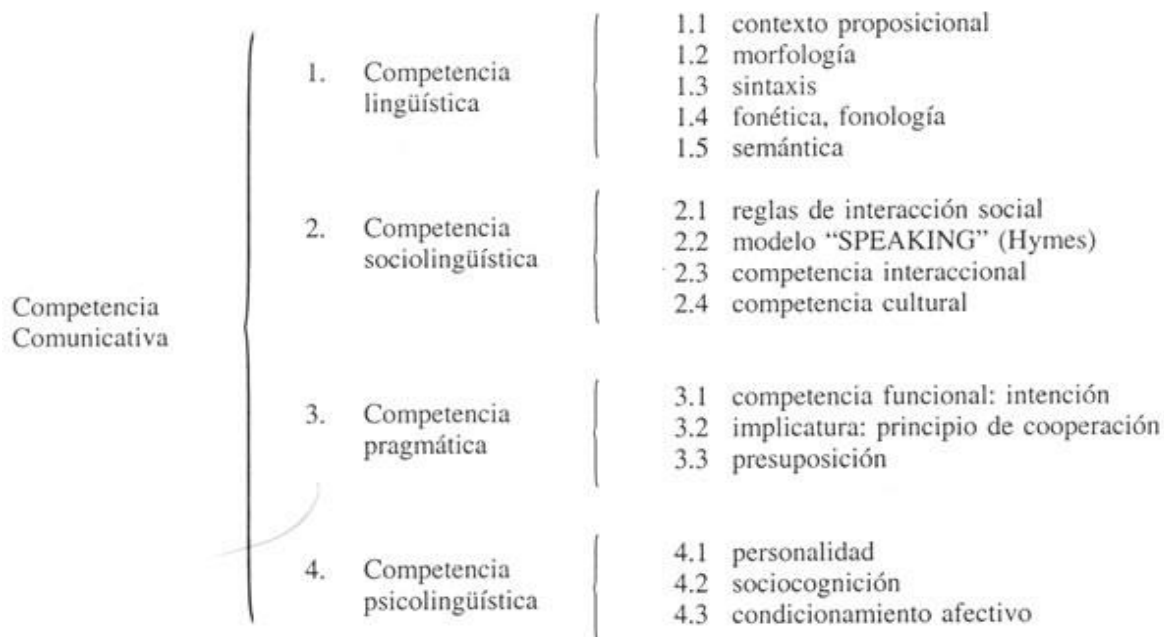 Competencia
Comunicativa
1. Competencia
lingüística
1.1 contexto proposicional
1.2 morfología
1.3 sintaxis
1.4 fonética, fonología
1.5 semántica
2. Competencia
sociolingüística
2.1 reglas de interacción social
2.2 modelo “SPEAKING” (Hymes)
2.3 competencia interaccional
2.4 competencia cultural
3. Competencia
pragmática
3.1 competencia funcional: intención
3.2 implicatura: principio de cooperación
3.3 presuposición
4. Competencia
psicolingüística
4.1 personalidad
4.2 sociocognición
4.3 condicionamiento afectivo